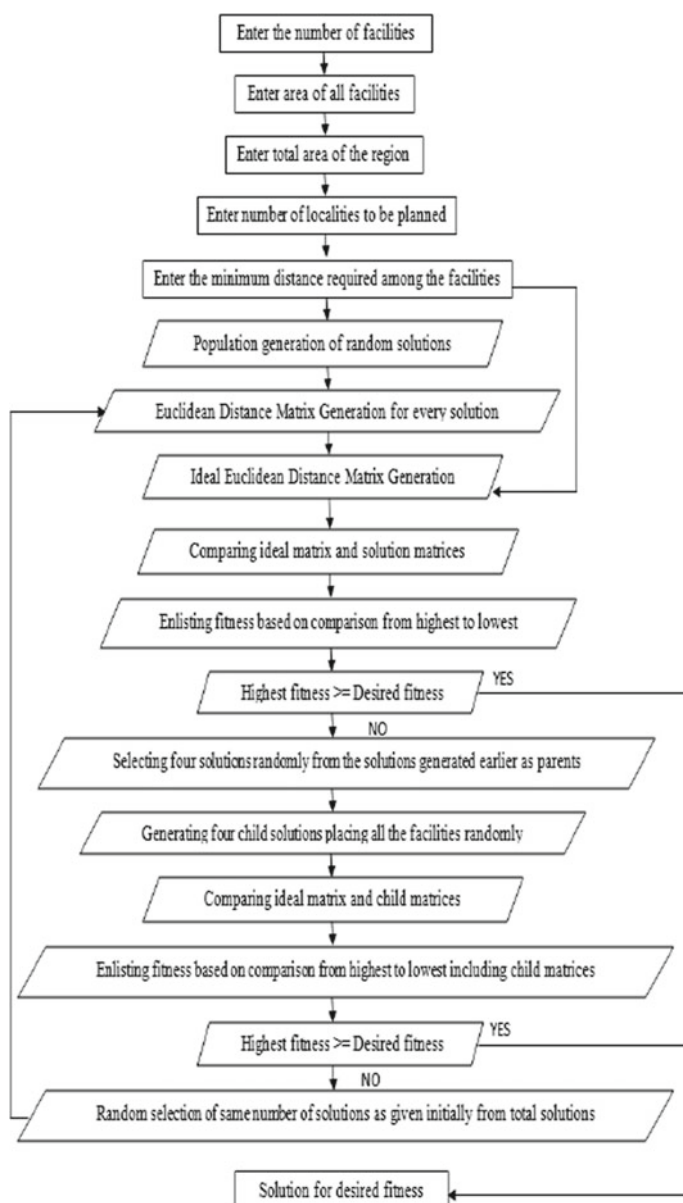 Enter the number of facilities
Enter area of all facilities
Enter total area of the region
Enter number of localities to be planned
Enter the minimum distance required among the facilities
Population generation of random solutions
Euclidean Distance Matrix Generation for every solution
Ideal Euclidean Distance Matrix Generation
Comparing ideal matrix and solution matrices
Enlisting fitness based on comparison from highest to lowest
Highest fitness >= Desired fitness
YES
NO
Selecting four solutions randomly from the solutions generated earlier as parents
Generating four child solutions placing all the facilities randomly
Comparing ideal matrix and child matrices
Enlisting fitness based on comparison from highest to lowest including child matrices
Highest fitness >= Desired fitness
YES
NO
Random selection of same number of solutions as given initially from total solutions
Solution for desired fitness